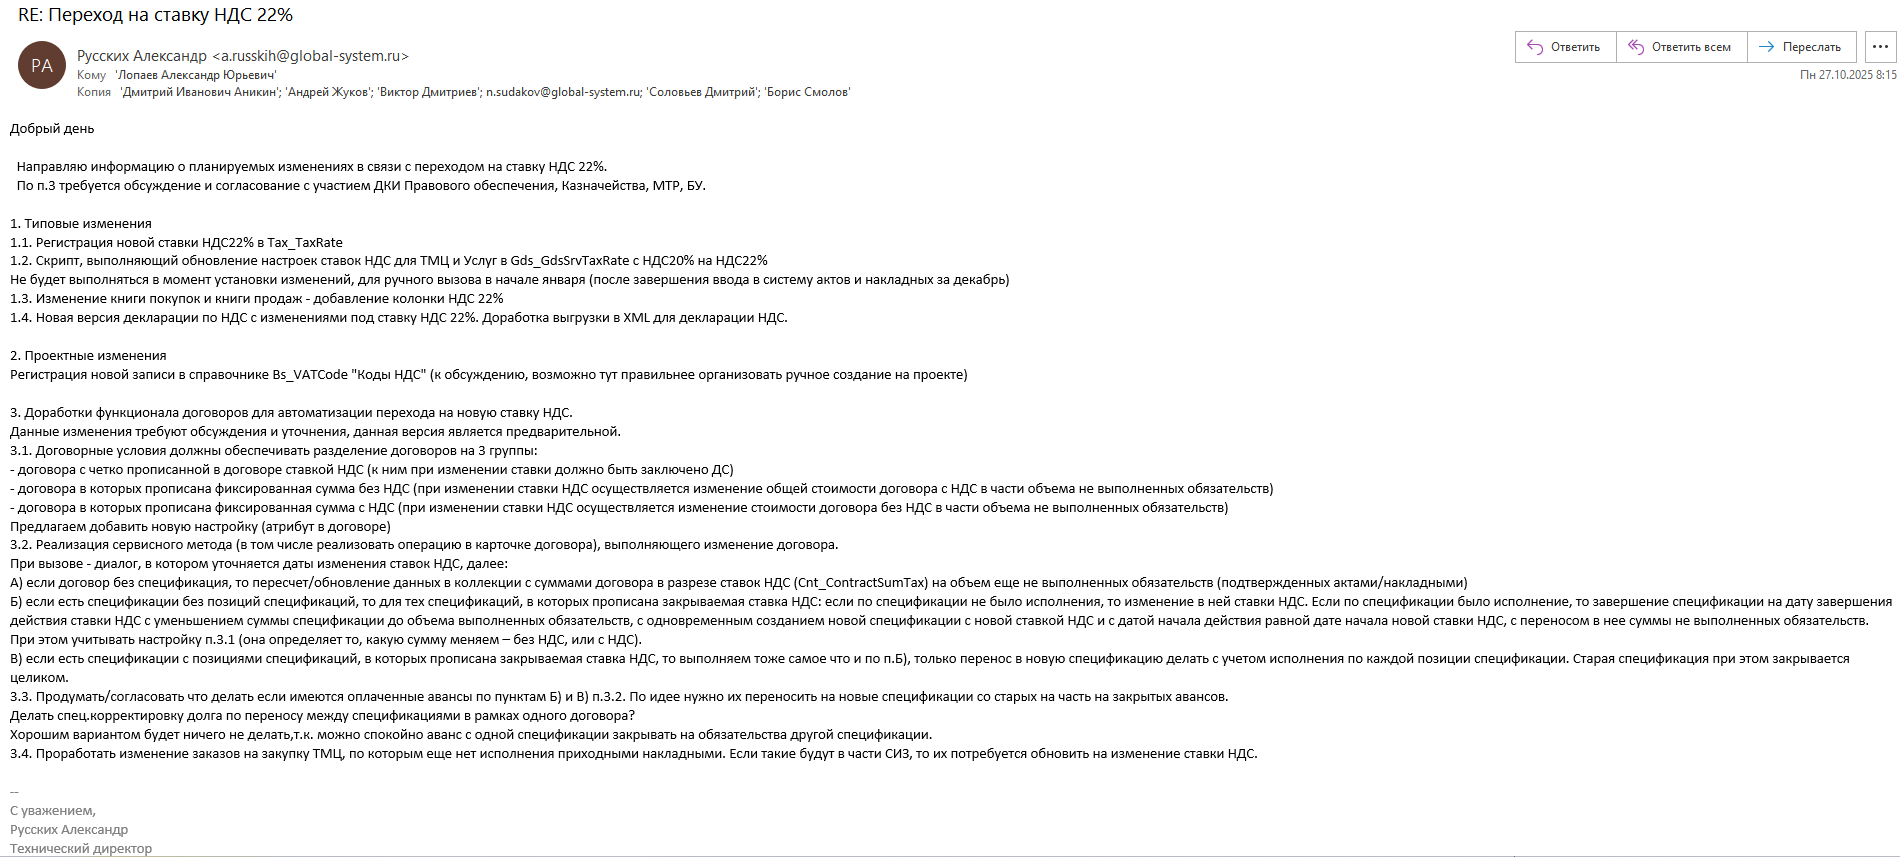 RE: Переход на ставку НДС 22%
РА
Русских Александр <a.russkih@global-system.ru>
Кому 'Лопаев Александр Юрьевич'
Копия 'Дмитрий Иванович Аникин'; 'Андрей Жуков'; 'Виктор Дмитриев'; n.sudakov@global-system.ru; 'Соловьев Дмитрий'; 'Борис Смолов'
Ответить
Ответить всем
Переслать
Пн 27.10.2025 8:15
Добрый день
Направляю информацию о планируемых изменениях в связи с переходом на ставку НДС 22%.
По п.3 требуется обсуждение и согласование с участием ДКИ Правового обеспечения, Казначейства, МТР, БУ.
1. Типовые изменения
1.1. Регистрация новой ставки НДС22% в Tax_TaxRate
1.2. Скрипт, выполняющий обновление настроек ставок НДС для ТМЦ и Услуг в Gds_GdsSrvTaxRate с НДС20% на НДС22%
Не будет выполняться в момент установки изменений, для ручного вызова в начале января (после завершения ввода в систему актов и накладных за декабрь)
1.3. Изменение книги покупок и книги продаж - добавление колонки НДС 22%
1.4. Новая версия декларации по НДС с изменениями под ставку НДС 22%. Доработка выгрузки в XML для декларации НДС.
2. Проектные изменения
Регистрация новой записи в справочнике Bs_VATCode "Коды НДС" (к обсуждению, возможно тут правильнее организовать ручное создание на проекте)
3. Доработки функционала договоров для автоматизации перехода на новую ставку НДС.
Данные изменения требуют обсуждения и уточнения, данная версия является предварительной.
3.1. Договорные условия должны обеспечивать разделение договоров на 3 группы:
- договора с четко прописанной в договоре ставкой НДС (к ним при изменении ставки должно быть заключено ДС)
- договора в которых прописана фиксированная сумма без НДС (при изменении ставки НДС осуществляется изменение общей стоимости договора с НДС в части объема не выполненных обязательств)
- договора в которых прописана фиксированная сумма с НДС (при изменении ставки НДС осуществляется изменение стоимости договора без НДС в части объема не выполненных обязательств)
Предлагаем добавить новую настройку (атрибут в договоре)
3.2. Реализация сервисного метода (в том числе реализовать операцию в карточке договора), выполняющего изменение договора.
При вызове - диалог, в котором уточняется даты изменения ставок НДС, далее:
А) если договор без спецификация, то пересчет/обновление данных в коллекции с суммами договора в разрезе ставок НДС (Cnt_ContractSumTax) на объем еще не выполненных обязательств (подтвержденных актами/накладными)
Б) если есть спецификации без позиций спецификаций, то для тех спецификаций, в которых прописана закрываемая ставка НДС: если по спецификации не было исполнения, то изменение в ней ставки НДС. Если по спецификации было исполнение, то завершение спецификации на дату завершения
действия ставки НДС с уменьшением суммы спецификации до объема выполненных обязательств, с одновременным созданием новой спецификации с новой ставкой НДС и с датой начала действия равной дате начала новой ставки НДС, с переносом в нее суммы не выполненных обязательств.
При этом учитывать настройку п.3.1 (она определяет то, какую сумму меняем – без НДС, или с НДС).
В) если есть спецификации с позициями спецификаций, в которых прописана закрываемая ставка НДС, то выполняем тоже самое что и по п.Б), только перенос в новую спецификацию делать с учетом исполнения по каждой позиции спецификации. Старая спецификация при этом закрывается
целиком.
3.3. Продумать/согласовать что делать если имеются оплаченные авансы по пунктам Б) и В) п.3.2. По идее нужно их переносить на новые спецификации со старых на часть на закрытых авансов.
Делать спец.корректировку долга по переносу между спецификациями в рамках одного договора?
Хорошим вариантом будет ничего не делать,т.к. можно спокойно аванс с одной спецификации закрывать на обязательства другой спецификации.
3.4. Проработать изменение заказов на закупку ТМЦ, по которым еще нет исполнения приходными накладными. Если такие будут в части СИЗ, то их потребуется обновить на изменение ставки НДС.
--
С уважением,
Русских Александр
Технический директор